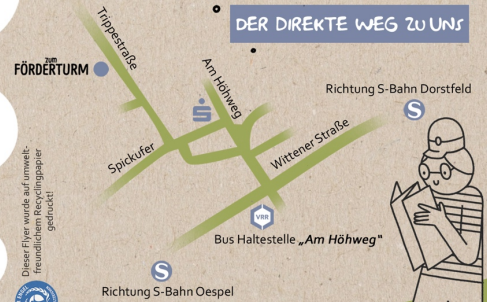 DER DIREKTE WEG ZU UNS
Trippestraße
zum
FÖRDERTURM
Am Höhweg
Richtung S-Bahn Dorstfeld
S
S
Spickufer
Wittener Straße
Dieser Flyer wurde auf umwelt-
freundlichem Recyclingpapier
gedruckt!
VRR
Bus Haltestelle „Am Höhweg“
S
Richtung S-Bahn Oespel